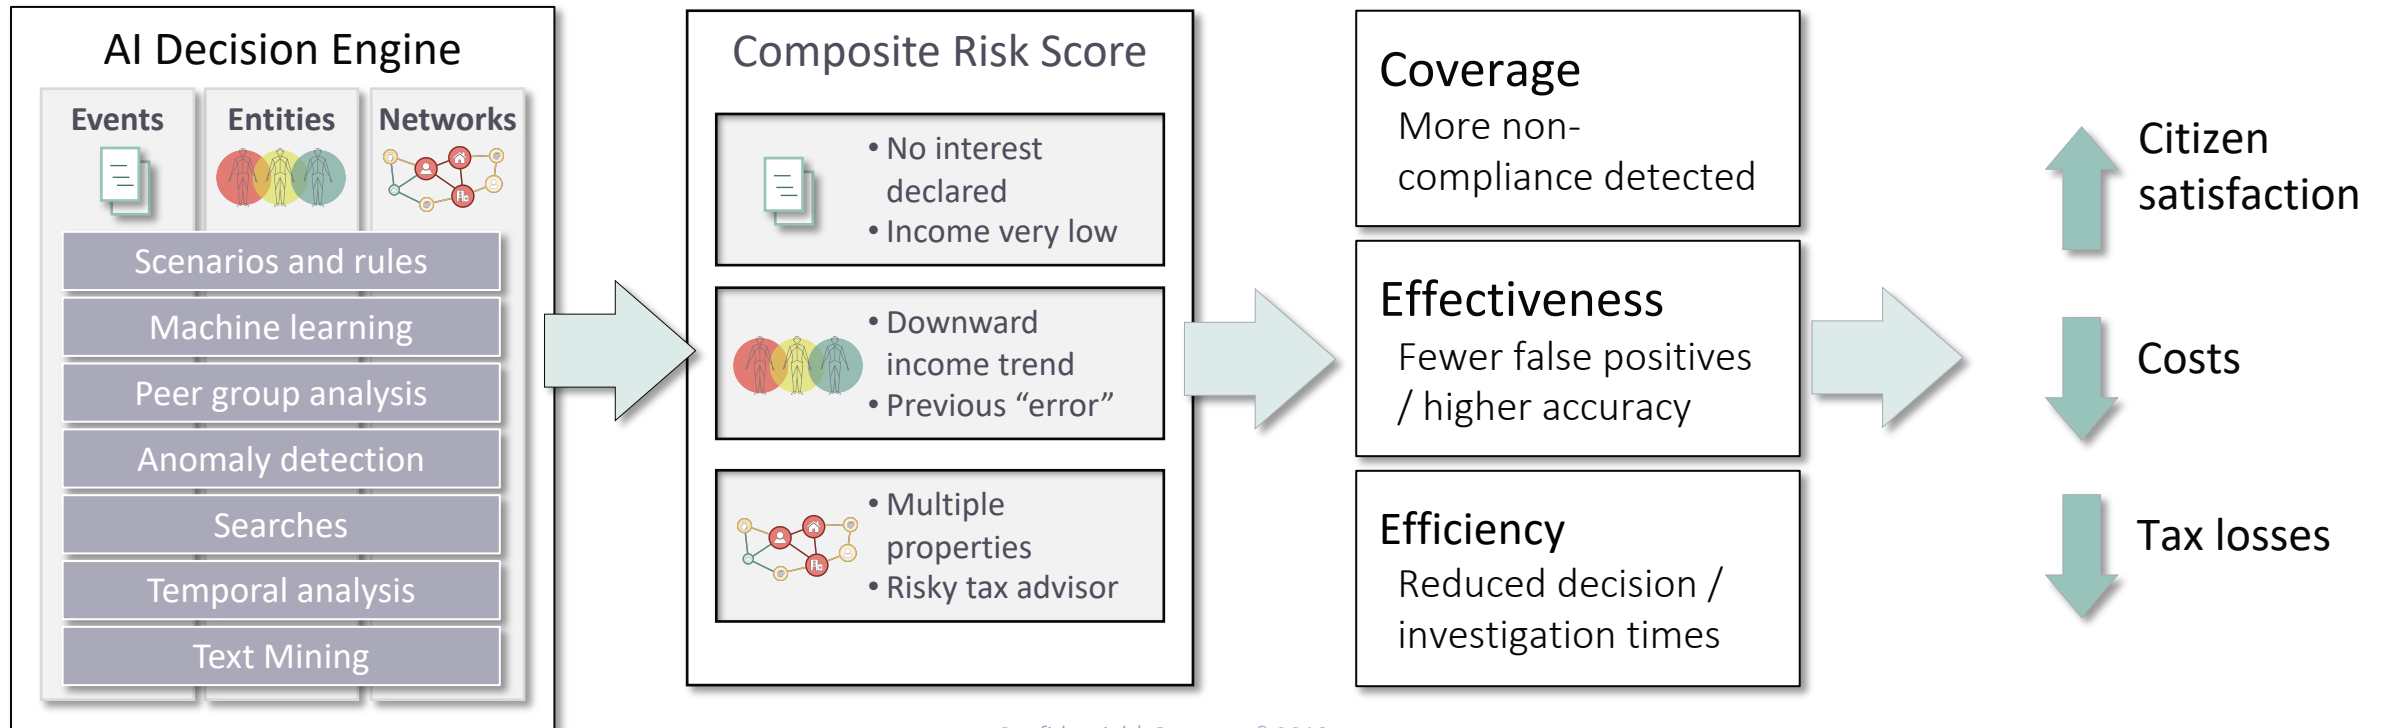 AI Decision Engine
Events
Entities
Networks
Scenarios and rules
Machine learning
Peer group analysis
Anomaly detection
Searches
Temporal analysis
Text Mining
Composite Risk Score
• No interest
declared
• Income very low
• Downward
income trend
• Previous “error”
• Multiple
properties
• Risky tax advisor
Coverage
More non-
compliance detected
Effectiveness
Fewer false positives
/ higher accuracy
Efficiency
Reduced decision /
investigation times
Citizen
satisfaction
Costs
Tax losses